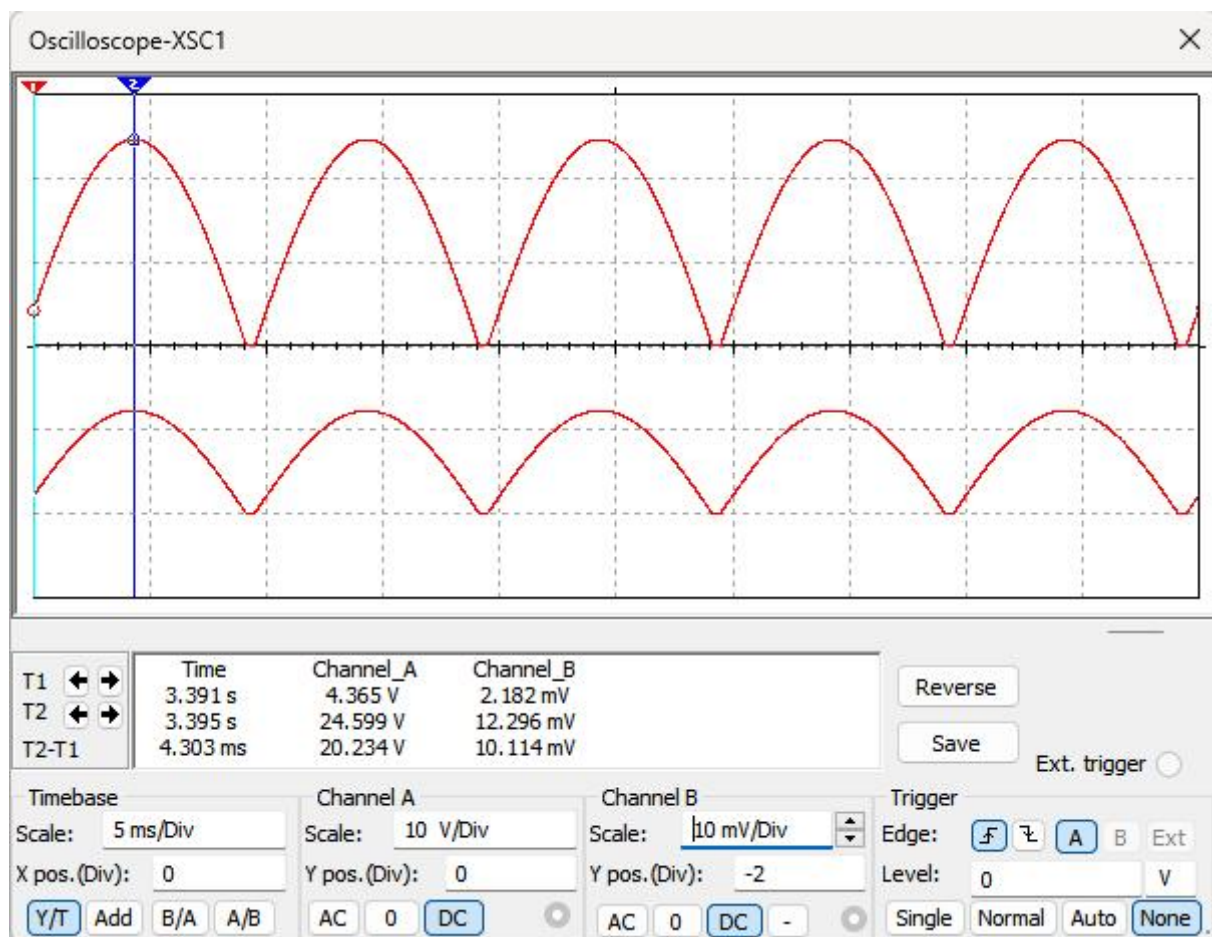 Oscilloscope-XSC1
1 2
Time Channel_A Channel_B
T1 3.391 s 4.365 V 2.182 mV
T2 3.395 s 24.599 V 12.296 mV
T2-T1 4.303 ms 20.234 V 10.114 mV
Reverse
Save
Ext. trigger
Timebase Channel A Channel B Trigger
Scale: 5 ms/Div Scale: 10 V/Div Scale: 10 mV/Div Edge: A B Ext
X pos.(Div): 0 Y pos.(Div): 0 Y pos.(Div): -2 Level: 0 V
Y/T Add B/A A/B AC 0 DC AC 0 DC - Single Normal Auto None